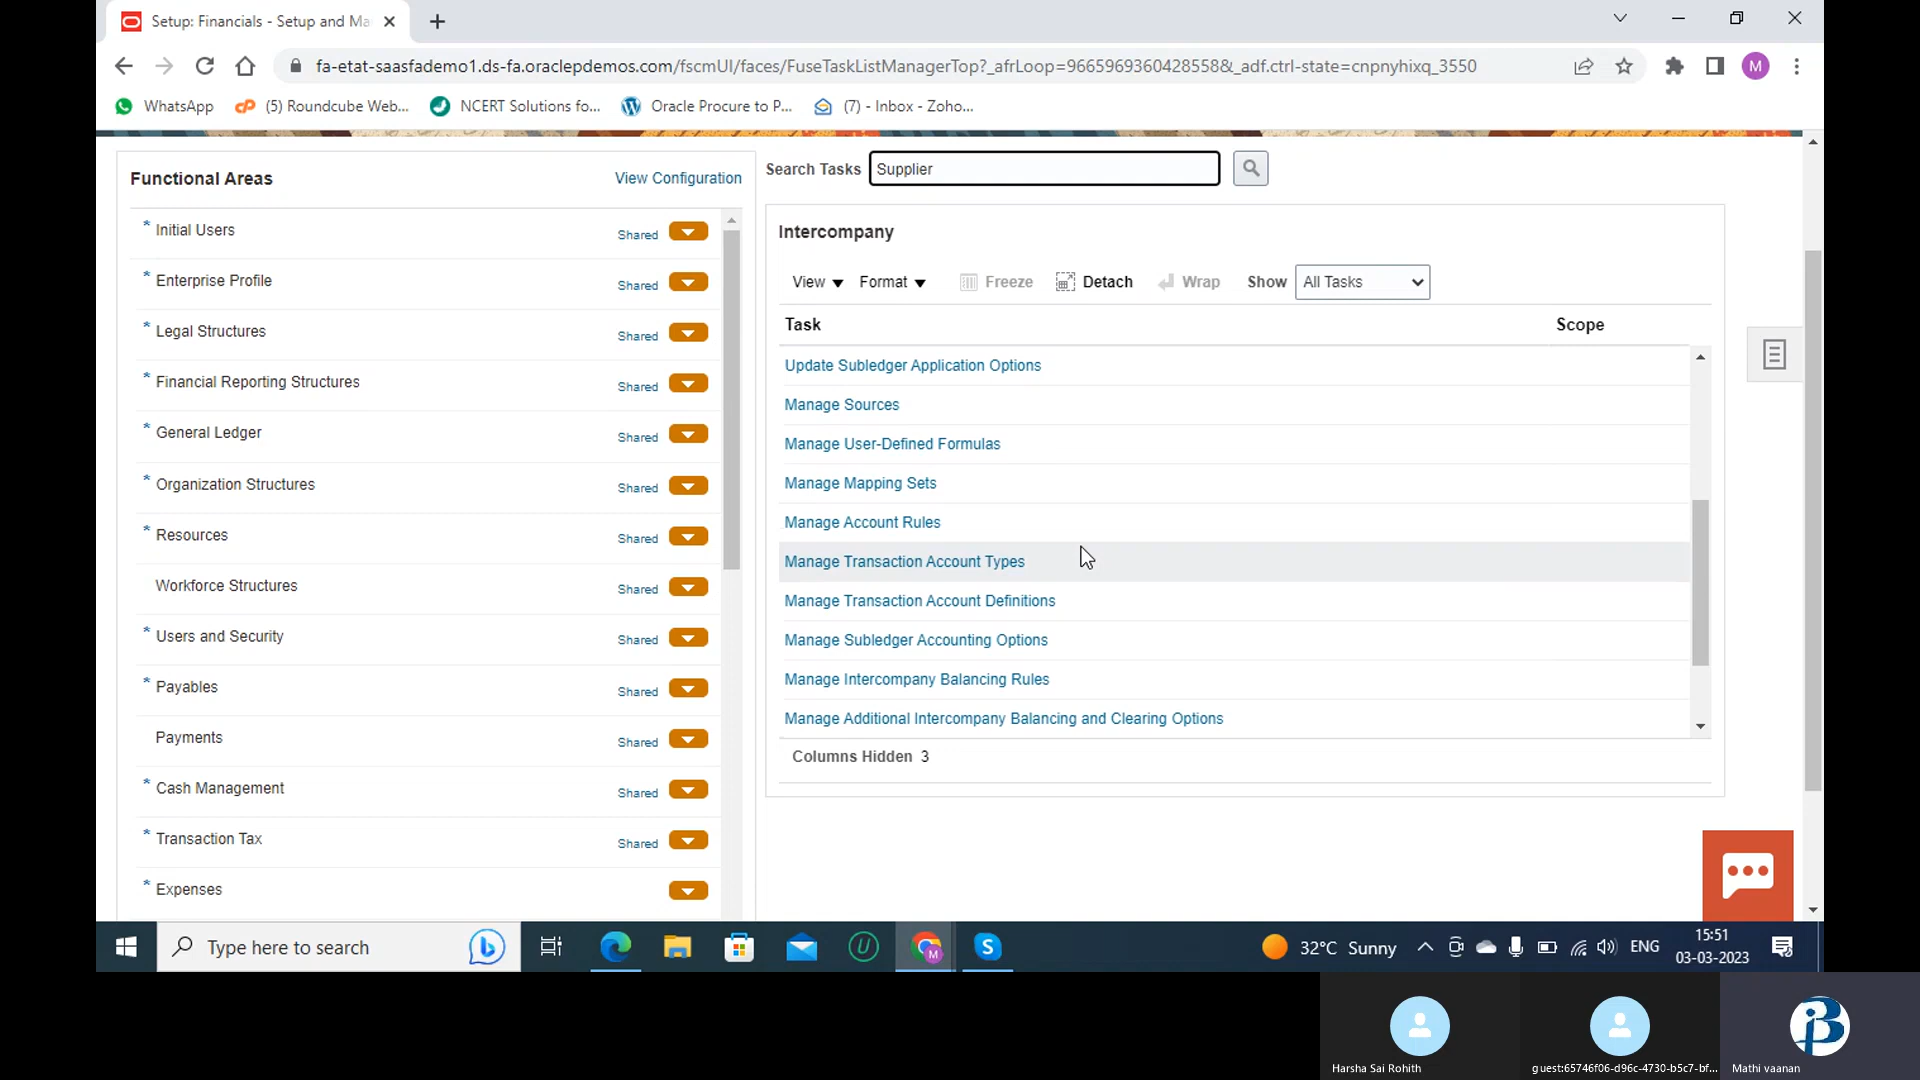 Setup: Financials - Setup and Ma
fa-etat-saasfademo1.ds-fa.oraclepdemos.com/fscmUI/faces/FuseTaskListManagerTop?_afrLoop=9665969360428558&_adf.ctrl-state=cnpnyhixq_3550
M
WhatsApp
(5) Roundcube Web...
NCERT Solutions fo...
Oracle Procure to P...
(7) - Inbox - Zoho...
Functional Areas
View Configuration
* Initial Users Shared
* Enterprise Profile Shared
* Legal Structures Shared
* Financial Reporting Structures Shared
* General Ledger Shared
* Organization Structures Shared
* Resources Shared
Workforce Structures Shared
* Users and Security Shared
* Payables Shared
Payments Shared
* Cash Management Shared
* Transaction Tax Shared
* Expenses
Search Tasks Supplier
Intercompany
View Format Freeze Detach Wrap Show All Tasks
Task Scope
Update Subledger Application Options
Manage Sources
Manage User-Defined Formulas
Manage Mapping Sets
Manage Account Rules
Manage Transaction Account Types
Manage Transaction Account Definitions
Manage Subledger Accounting Options
Manage Intercompany Balancing Rules
Manage Additional Intercompany Balancing and Clearing Options
Columns Hidden 3
Type here to search
32°C Sunny
ENG
15:51
03-03-2023
Harsha Sai Rohith
guest:65746f06-d96c-4730-b5c7-bf...
Mathi vaanan